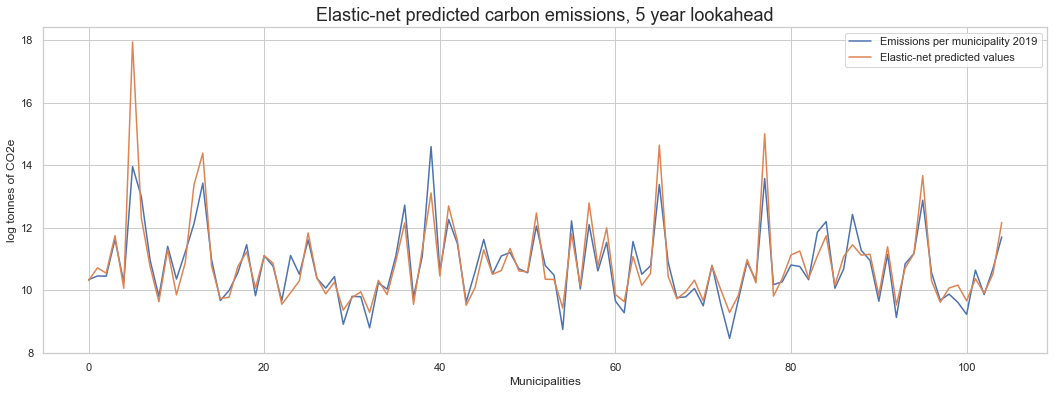 Elastic-net predicted carbon emissions, 5 year lookahead
Emissions per municipality 2019
Elastic-net predicted values
log tonnes of CO2e
18
16
14
12
10
8
0 20 40 60 80 100
Municipalities